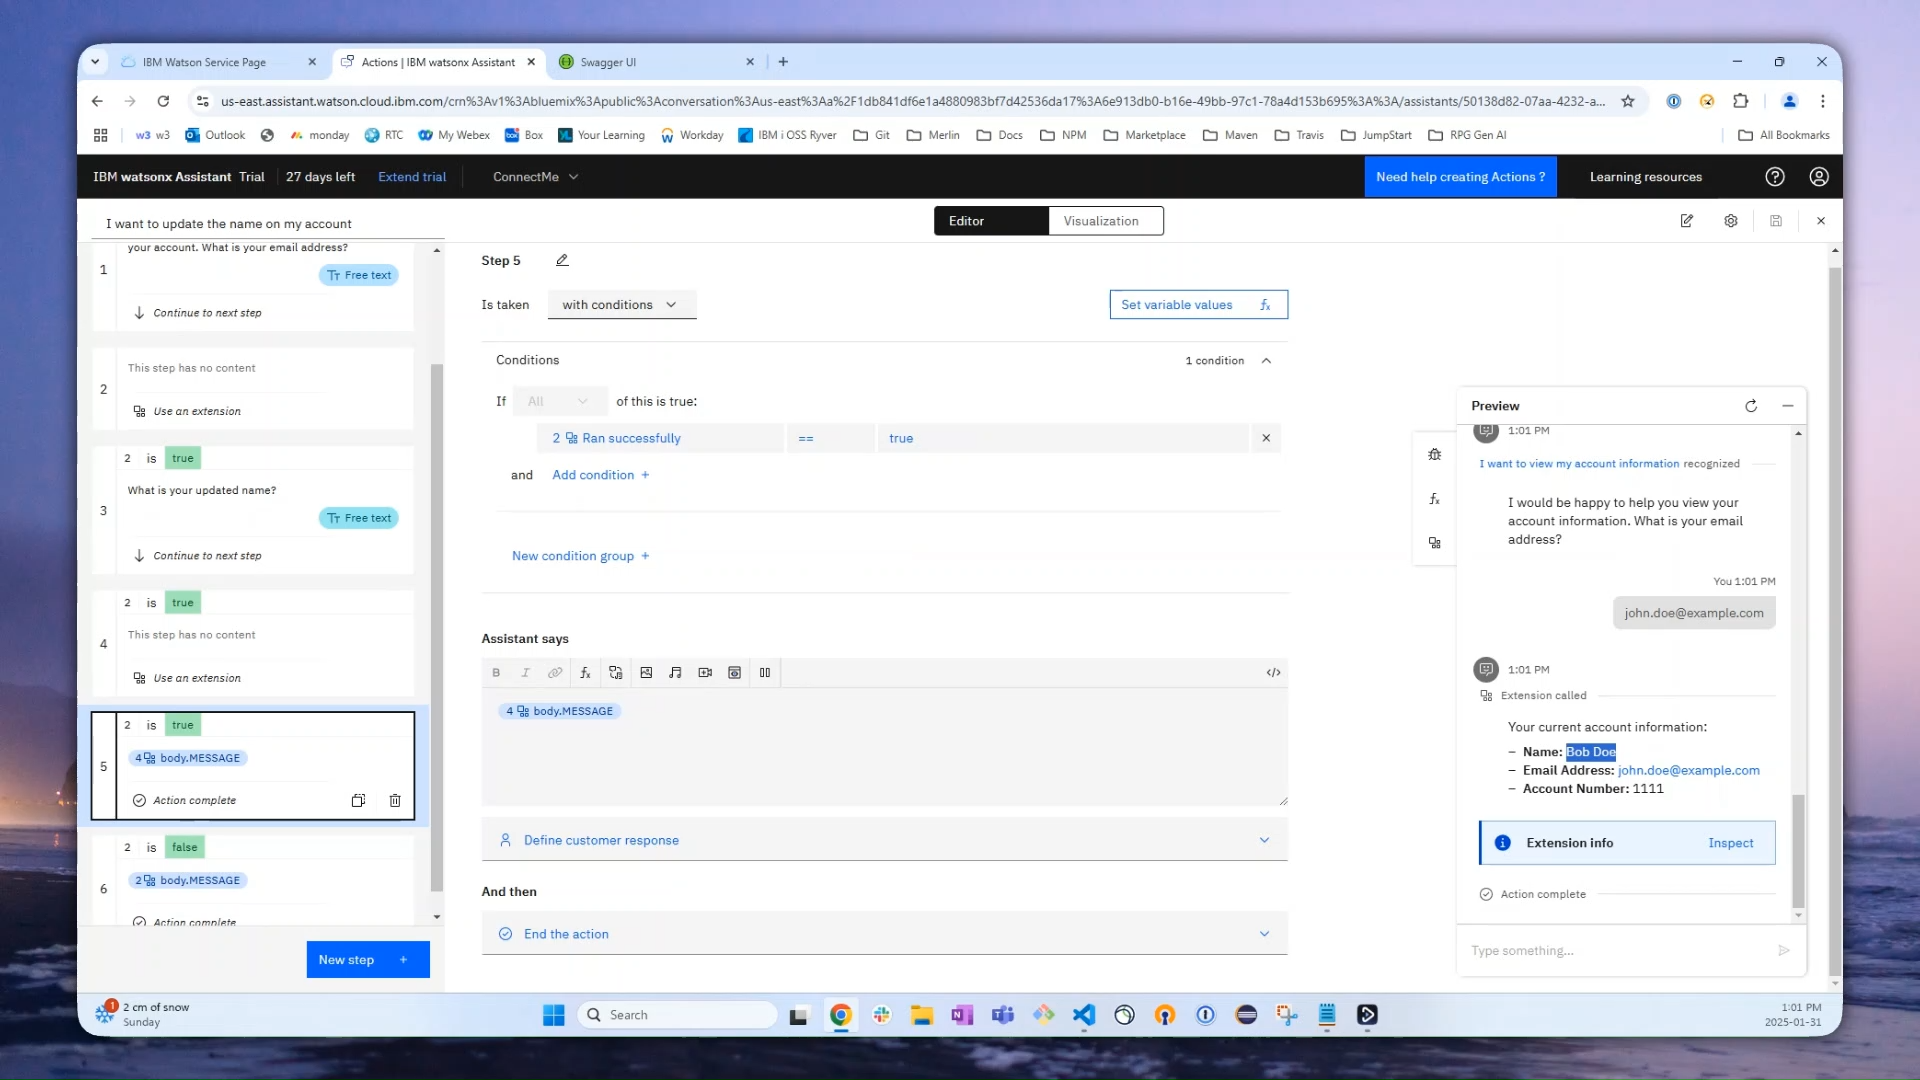 IBM Watson Service Page
Actions | IBM watsonx Assistant
Swagger UI
us-east.assistant.watson.cloud.ibm.com/crn%3Av1%3Abluemix%3Apublic%3Aconversation%3Aus-east%3Aa%2F1db841df6e1a4880983bf7d42536da17%3A6e913db0-b16e-49bb-97c1-78a4d153b695%3A%3A/assistants/50138d82-07aa-4232-a...
w3 w3 Outlook monday RTC My Webex box Box Your Learning Workday IBM i OSS Ryver Git Merlin Docs NPM Marketplace Maven Travis JumpStart RPG Gen AI All Bookmarks
IBM watsonx Assistant Trial 27 days left Extend trial ConnectMe Need help creating Actions ? Learning resources
I want to update the name on my account
Editor Visualization
your account. What is your email address?
1
Free text
Continue to next step
This step has no content
2
Use an extension
2 is true
What is your updated name?
3
Free text
Continue to next step
2 is true
This step has no content
4
Use an extension
2 is true
4 body.MESSAGE
5
Action complete
2 is false
2 body.MESSAGE
6
Action complete
New step +
Step 5
Is taken with conditions Set variable values fx
Conditions 1 condition
If All of this is true:
2 Ran successfully == true
and Add condition +
New condition group +
Assistant says
B I fx </>
4 body.MESSAGE
Define customer response
And then
End the action
fx
Preview
1:01 PM
I want to view my account information recognized
I would be happy to help you view your
account information. What is your email
address?
You 1:01 PM
john.doe@example.com
1:01 PM
Extension called
Your current account information:
– Name: Bob Doe
– Email Address: john.doe@example.com
– Account Number: 1111
Extension info Inspect
Action complete
Type something...
1
2 cm of snow
Sunday
Search
1:01 PM
2025-01-31